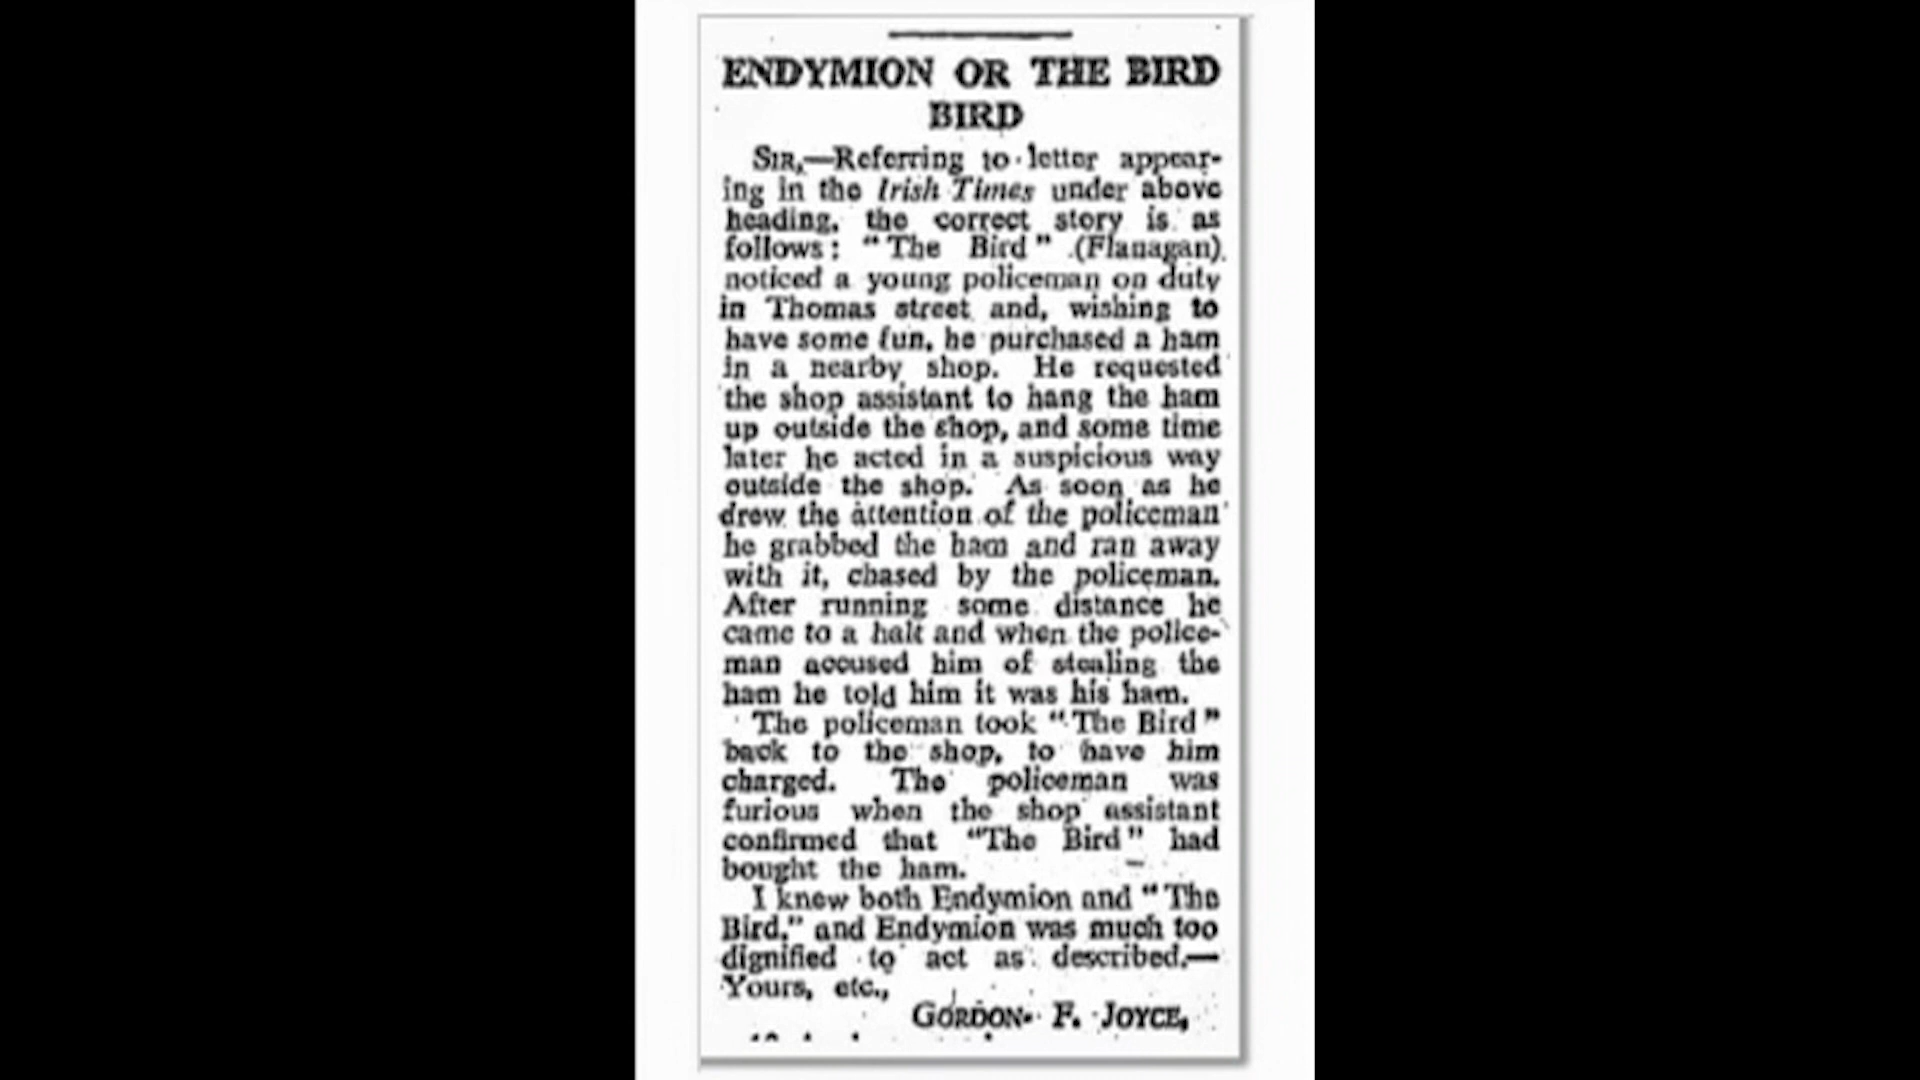 ENDYMION OR THE BIRD
BIRD
SIR,—Referring to letter appear-
ing in the Irish Times under above
heading, the correct story is as
follows: "The Bird" (Flanagan)
noticed a young policeman on duty
in Thomas street and, wishing to
have some fun, he purchased a ham
in a nearby shop. He requested
the shop assistant to hang the ham
up outside the shop, and some time
later he acted in a suspicious way
outside the shop. As soon as he
drew the attention of the policeman
he grabbed the ham and ran away
with it, chased by the policeman.
After running some distance he
came to a halt and when the police-
man accused him of stealing the
ham he told him it was his ham.
The policeman took "The Bird"
back to the shop, to have him
charged. The policeman was
furious when the shop assistant
confirmed that "The Bird" had
bought the ham.
I knew both Endymion and "The
Bird," and Endymion was much too
dignified to act as described.—
Yours, etc.,
GORDON F. JOYCE,